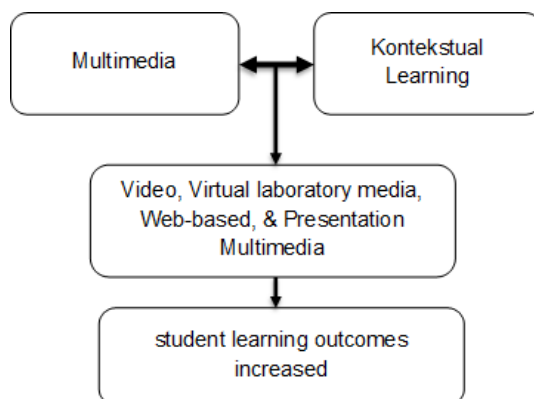 Multimedia
Kontekstual
Learning
Video, Virtual laboratory media,
Web-based, & Presentation
Multimedia
student learning outcomes
increased